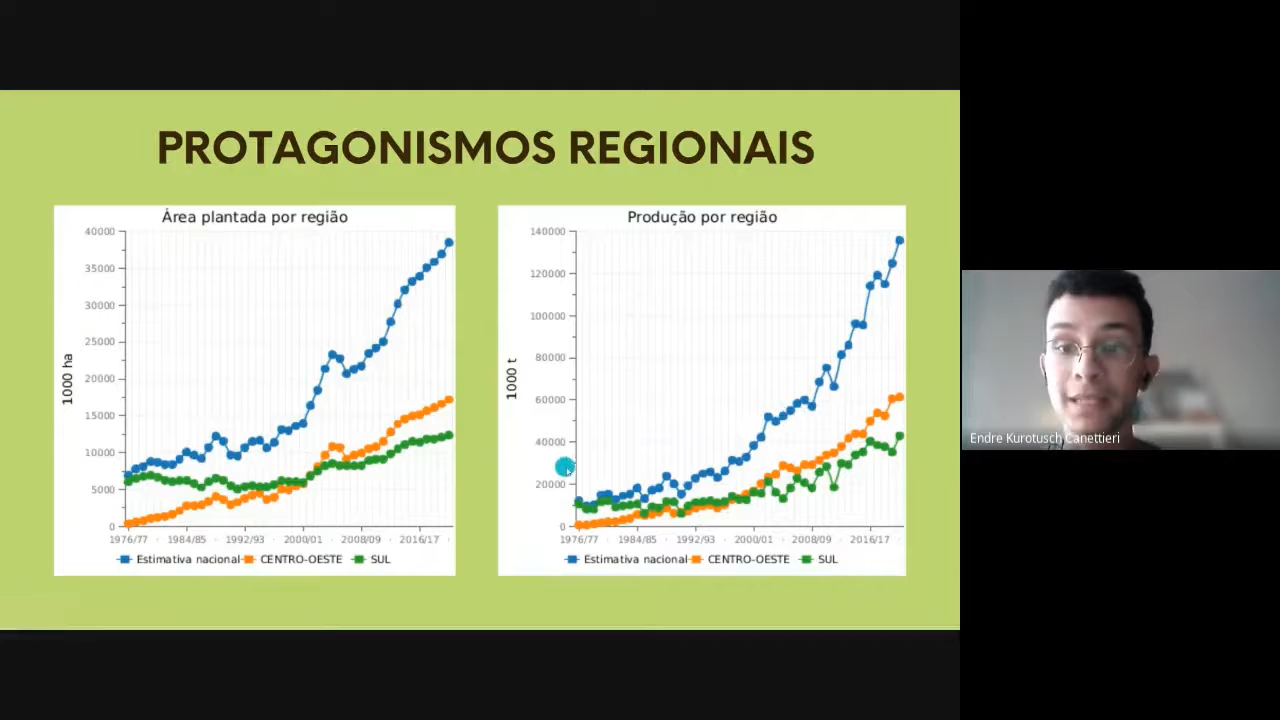 PROTAGONISMOS REGIONAIS
Área plantada por região
40000
35000
30000
25000
20000
15000
10000
5000
0
1000 ha
1976/77 1984/85 1992/93 2000/01 2008/09 2016/17
Estimativa nacional CENTRO-OESTE SUL
Produção por região
140000
120000
100000
80000
60000
40000
20000
0
1000 t
1976/77 1984/85 1992/93 2000/01 2008/09 2016/17
Estimativa nacional CENTRO-OESTE SUL
Endre Kurotusch Canettieri